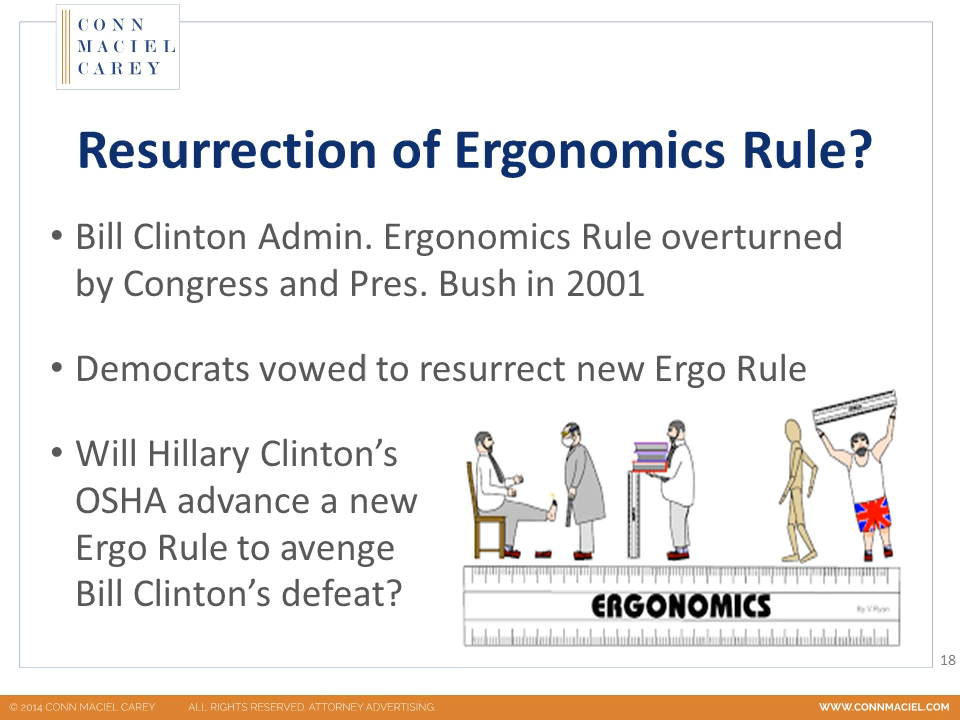 CONN
MACIEL
CAREY
Resurrection of Ergonomics Rule?
• Bill Clinton Admin. Ergonomics Rule overturned
by Congress and Pres. Bush in 2001
• Democrats vowed to resurrect new Ergo Rule
• Will Hillary Clinton’s
OSHA advance a new
Ergo Rule to avenge
Bill Clinton’s defeat?
ERGONOMICS
By V Ryan
18
© 2014 CONN MACIEL CAREY ALL RIGHTS RESERVED. ATTORNEY ADVERTISING. WWW.CONNMACIEL.COM